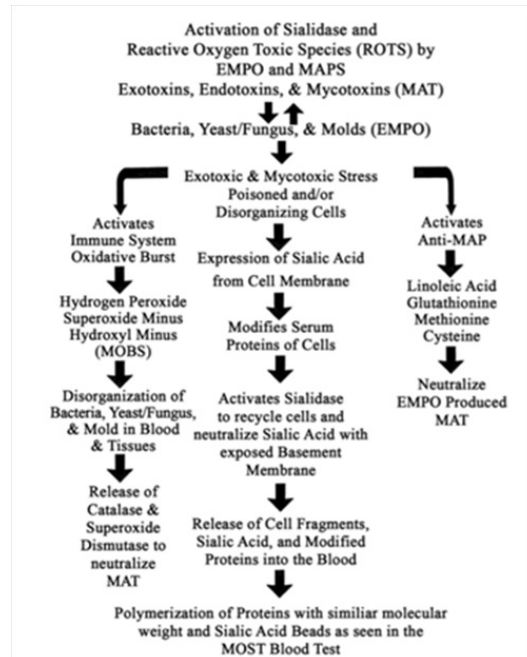 Activation of Sialidase and
Reactive Oxygen Toxic Species (ROTS) by
EMPO and MAPS
Exotoxins, Endotoxins, & Mycotoxins (MAT)
Bacteria, Yeast/Fungus, & Molds (EMPO)
Exotoxic & Mycotoxic Stress
Poisoned and/or
Disorganizing Cells
Activates
Immune System
Oxidative Burst
Hydrogen Peroxide
Superoxide Minus
Hydroxyl Minus
(MOBS)
Disorganization of
Bacteria, Yeast/Fungus,
& Mold in Blood
& Tissues
Release of
Catalase &
Superoxide
Dismutase to
neutralize
MAT
Expression of Sialic Acid
from Cell Membrane
Modifies Serum
Proteins of Cells
Activates Sialidase
to recycle cells and
neutralize Sialic Acid with
exposed Basement
Membrane
Release of Cell Fragments,
Sialic Acid, and Modified
Proteins into the Blood
Activates
Anti-MAP
Linoleic Acid
Glutathionine
Methionine
Cysteine
Neutralize
EMPO Produced
MAT
Polymerization of Proteins with similiar molecular
weight and Sialic Acid Beads as seen in the
MOST Blood Test